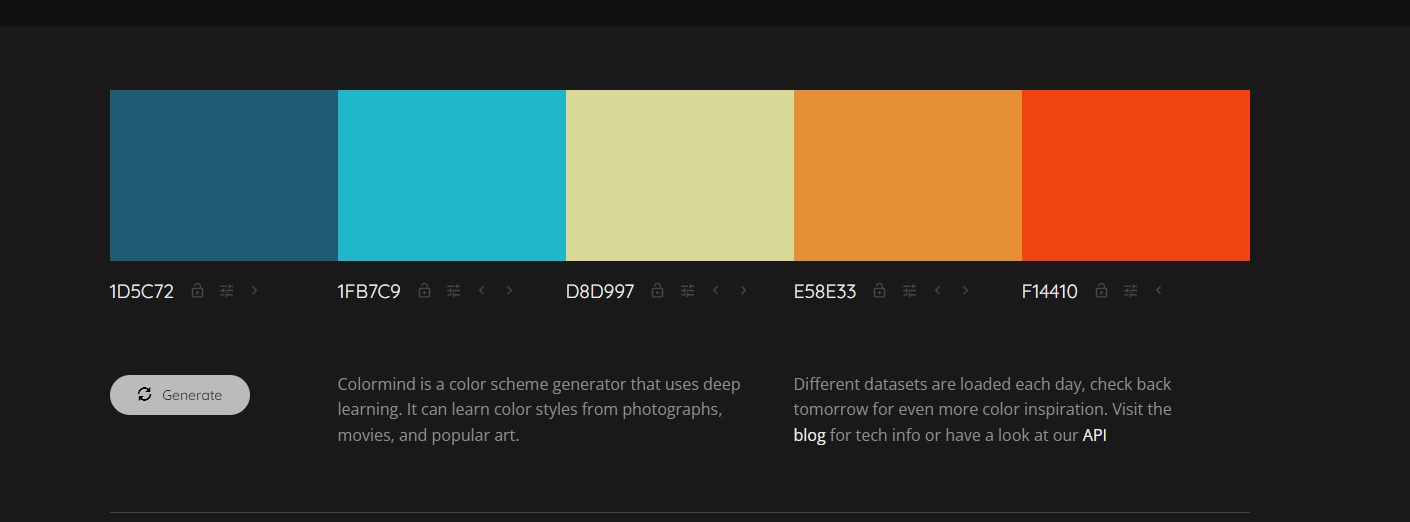 1D5C72 1FB7C9 D8D997 E58E33 F14410
Generate
Colormind is a color scheme generator that uses deep
learning. It can learn color styles from photographs,
movies, and popular art.
Different datasets are loaded each day, check back
tomorrow for even more color inspiration. Visit the
blog for tech info or have a look at our API